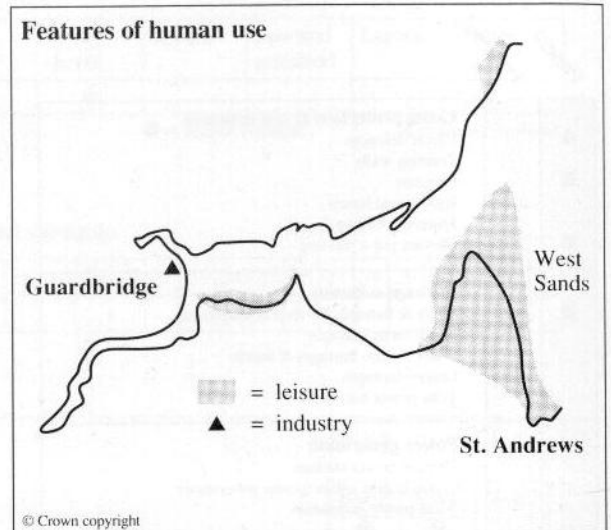 Features of human use
West
Sands
Guardbridge
= leisure
= industry
St. Andrews
© Crown copyright